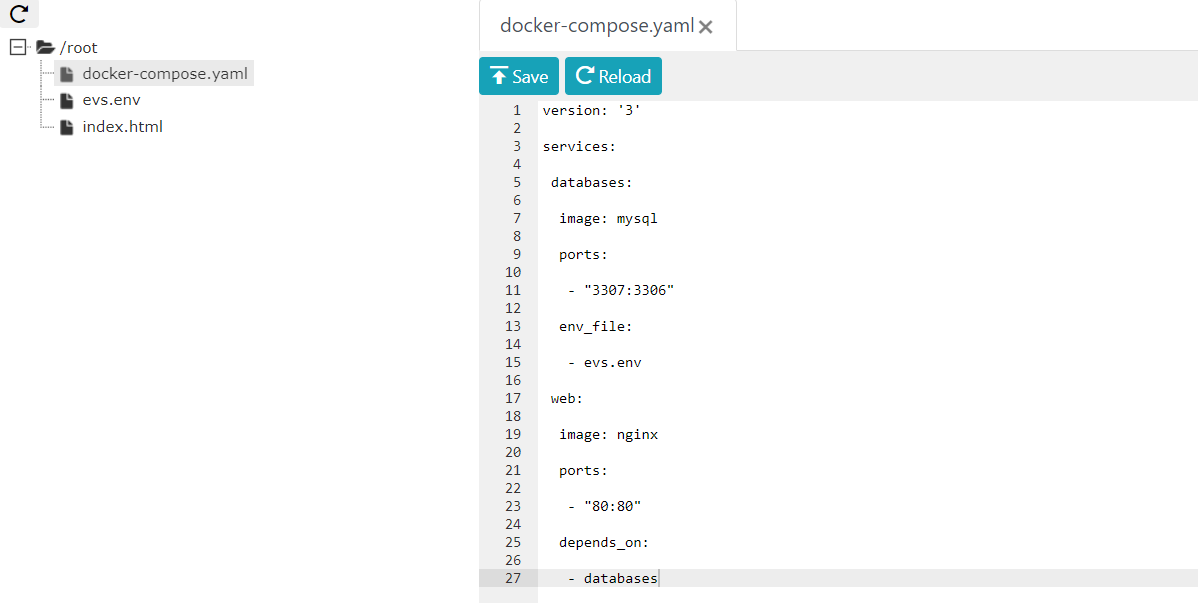 /root
docker-compose.yaml
evs.env
index.html
docker-compose.yaml
Save Reload
1 version: '3'
2
3 services:
4
5  databases:
6
7   image: mysql
8
9   ports:
10
11    - "3307:3306"
12
13   env_file:
14
15    - evs.env
16
17  web:
18
19   image: nginx
20
21   ports:
22
23    - "80:80"
24
25   depends_on:
26
27    - databases